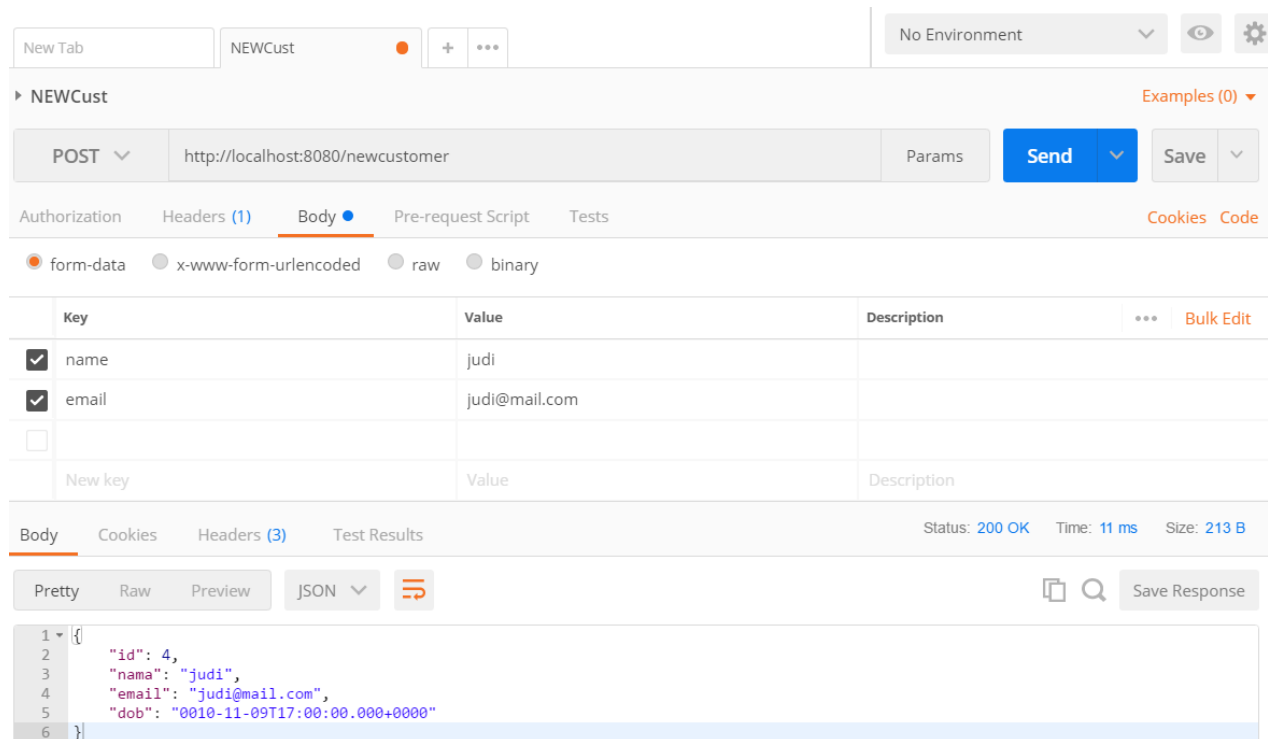 New Tab NEWCust + ••• No Environment
NEWCust Examples (0)
POST http://localhost:8080/newcustomer Params Send Save
Authorization Headers (1) Body Pre-request Script Tests Cookies Code
form-data x-www-form-urlencoded raw binary
Key Value Description ••• Bulk Edit
name judi
email judi@mail.com
New key Value Description
Body Cookies Headers (3) Test Results Status: 200 OK Time: 11 ms Size: 213 B
Pretty Raw Preview JSON Save Response
1 {
2 "id": 4,
3 "nama": "judi",
4 "email": "judi@mail.com",
5 "dob": "0010-11-09T17:00:00.000+0000"
6 }